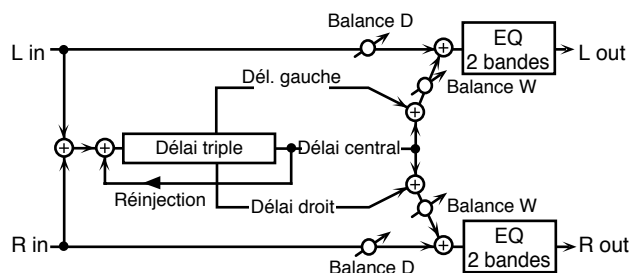 Balance D
L in
EQ
2 bandes
L out
Dél. gauche
Balance W
Délai triple
Délai central
Réinjection
Délai droit
Balance W
R in
EQ
2 bandes
R out
Balance D